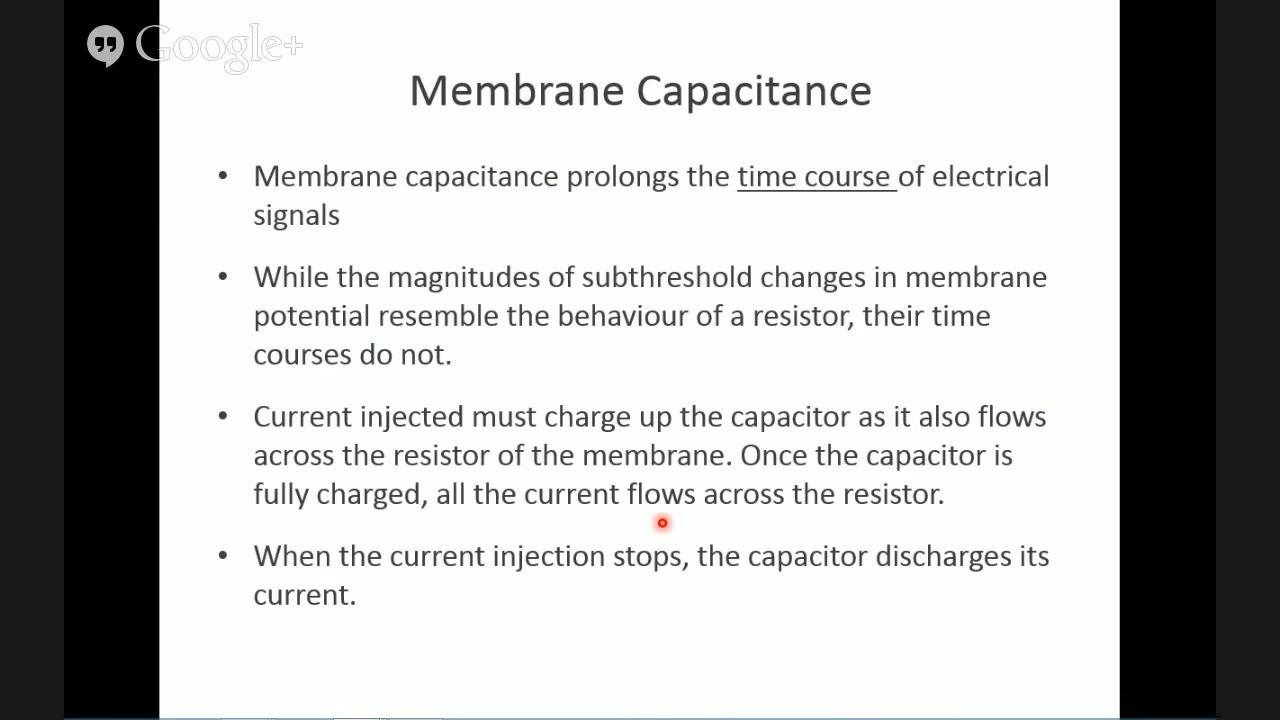 Google+
Membrane Capacitance
• Membrane capacitance prolongs the time course of electrical
signals
• While the magnitudes of subthreshold changes in membrane
potential resemble the behaviour of a resistor, their time
courses do not.
• Current injected must charge up the capacitor as it also flows
across the resistor of the membrane. Once the capacitor is
fully charged, all the current flows across the resistor.
• When the current injection stops, the capacitor discharges its
current.